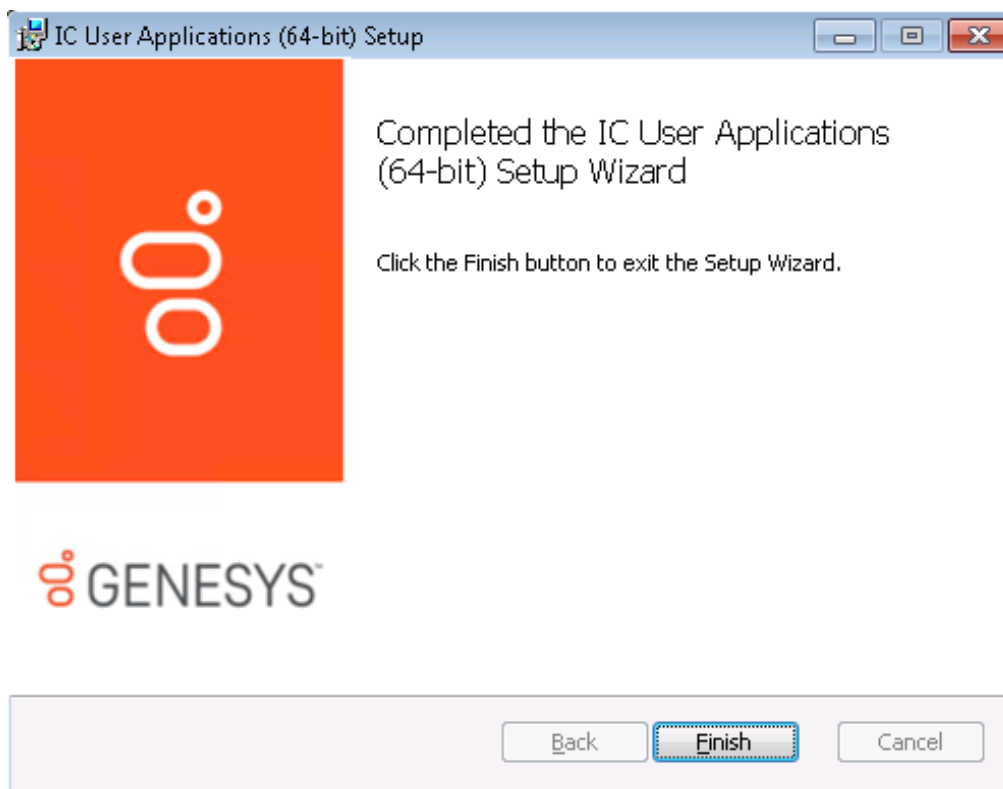 IC User Applications (64-bit) Setup
Completed the IC User Applications
(64-bit) Setup Wizard
Click the Finish button to exit the Setup Wizard.
GENESYS™
Back
Finish
Cancel